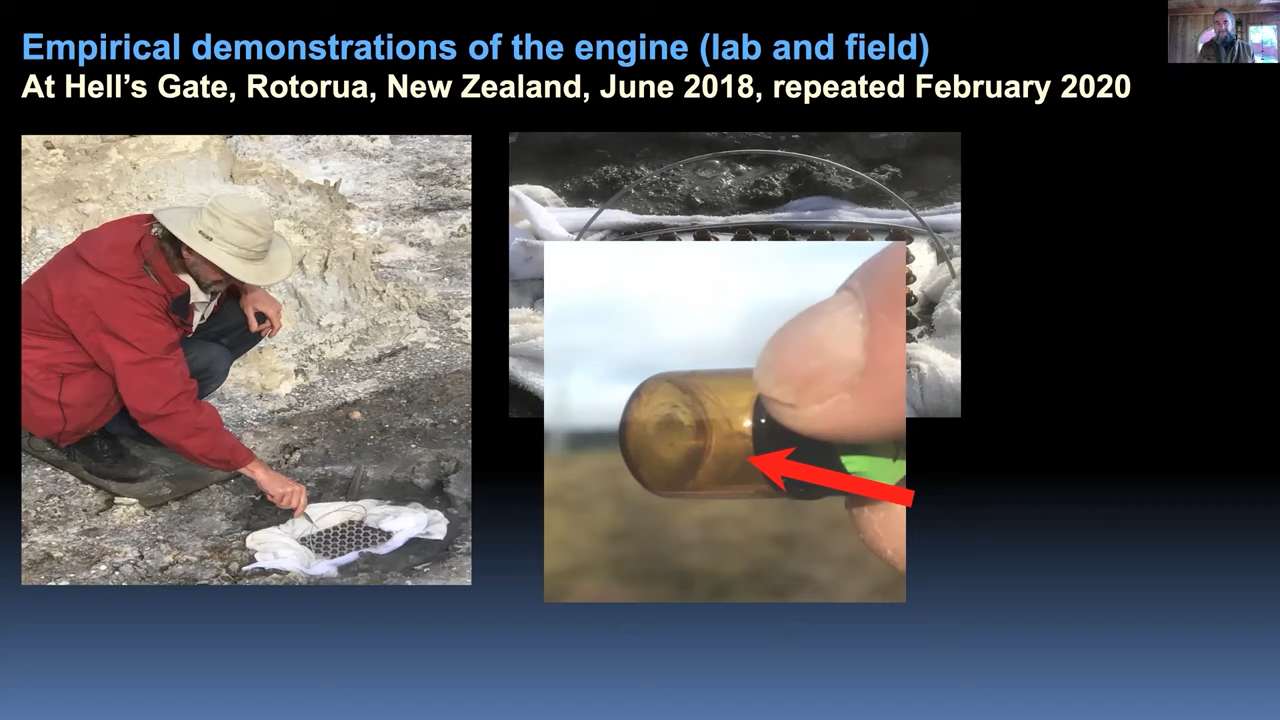 Empirical demonstrations of the engine (lab and field)
At Hell’s Gate, Rotorua, New Zealand, June 2018, repeated February 2020